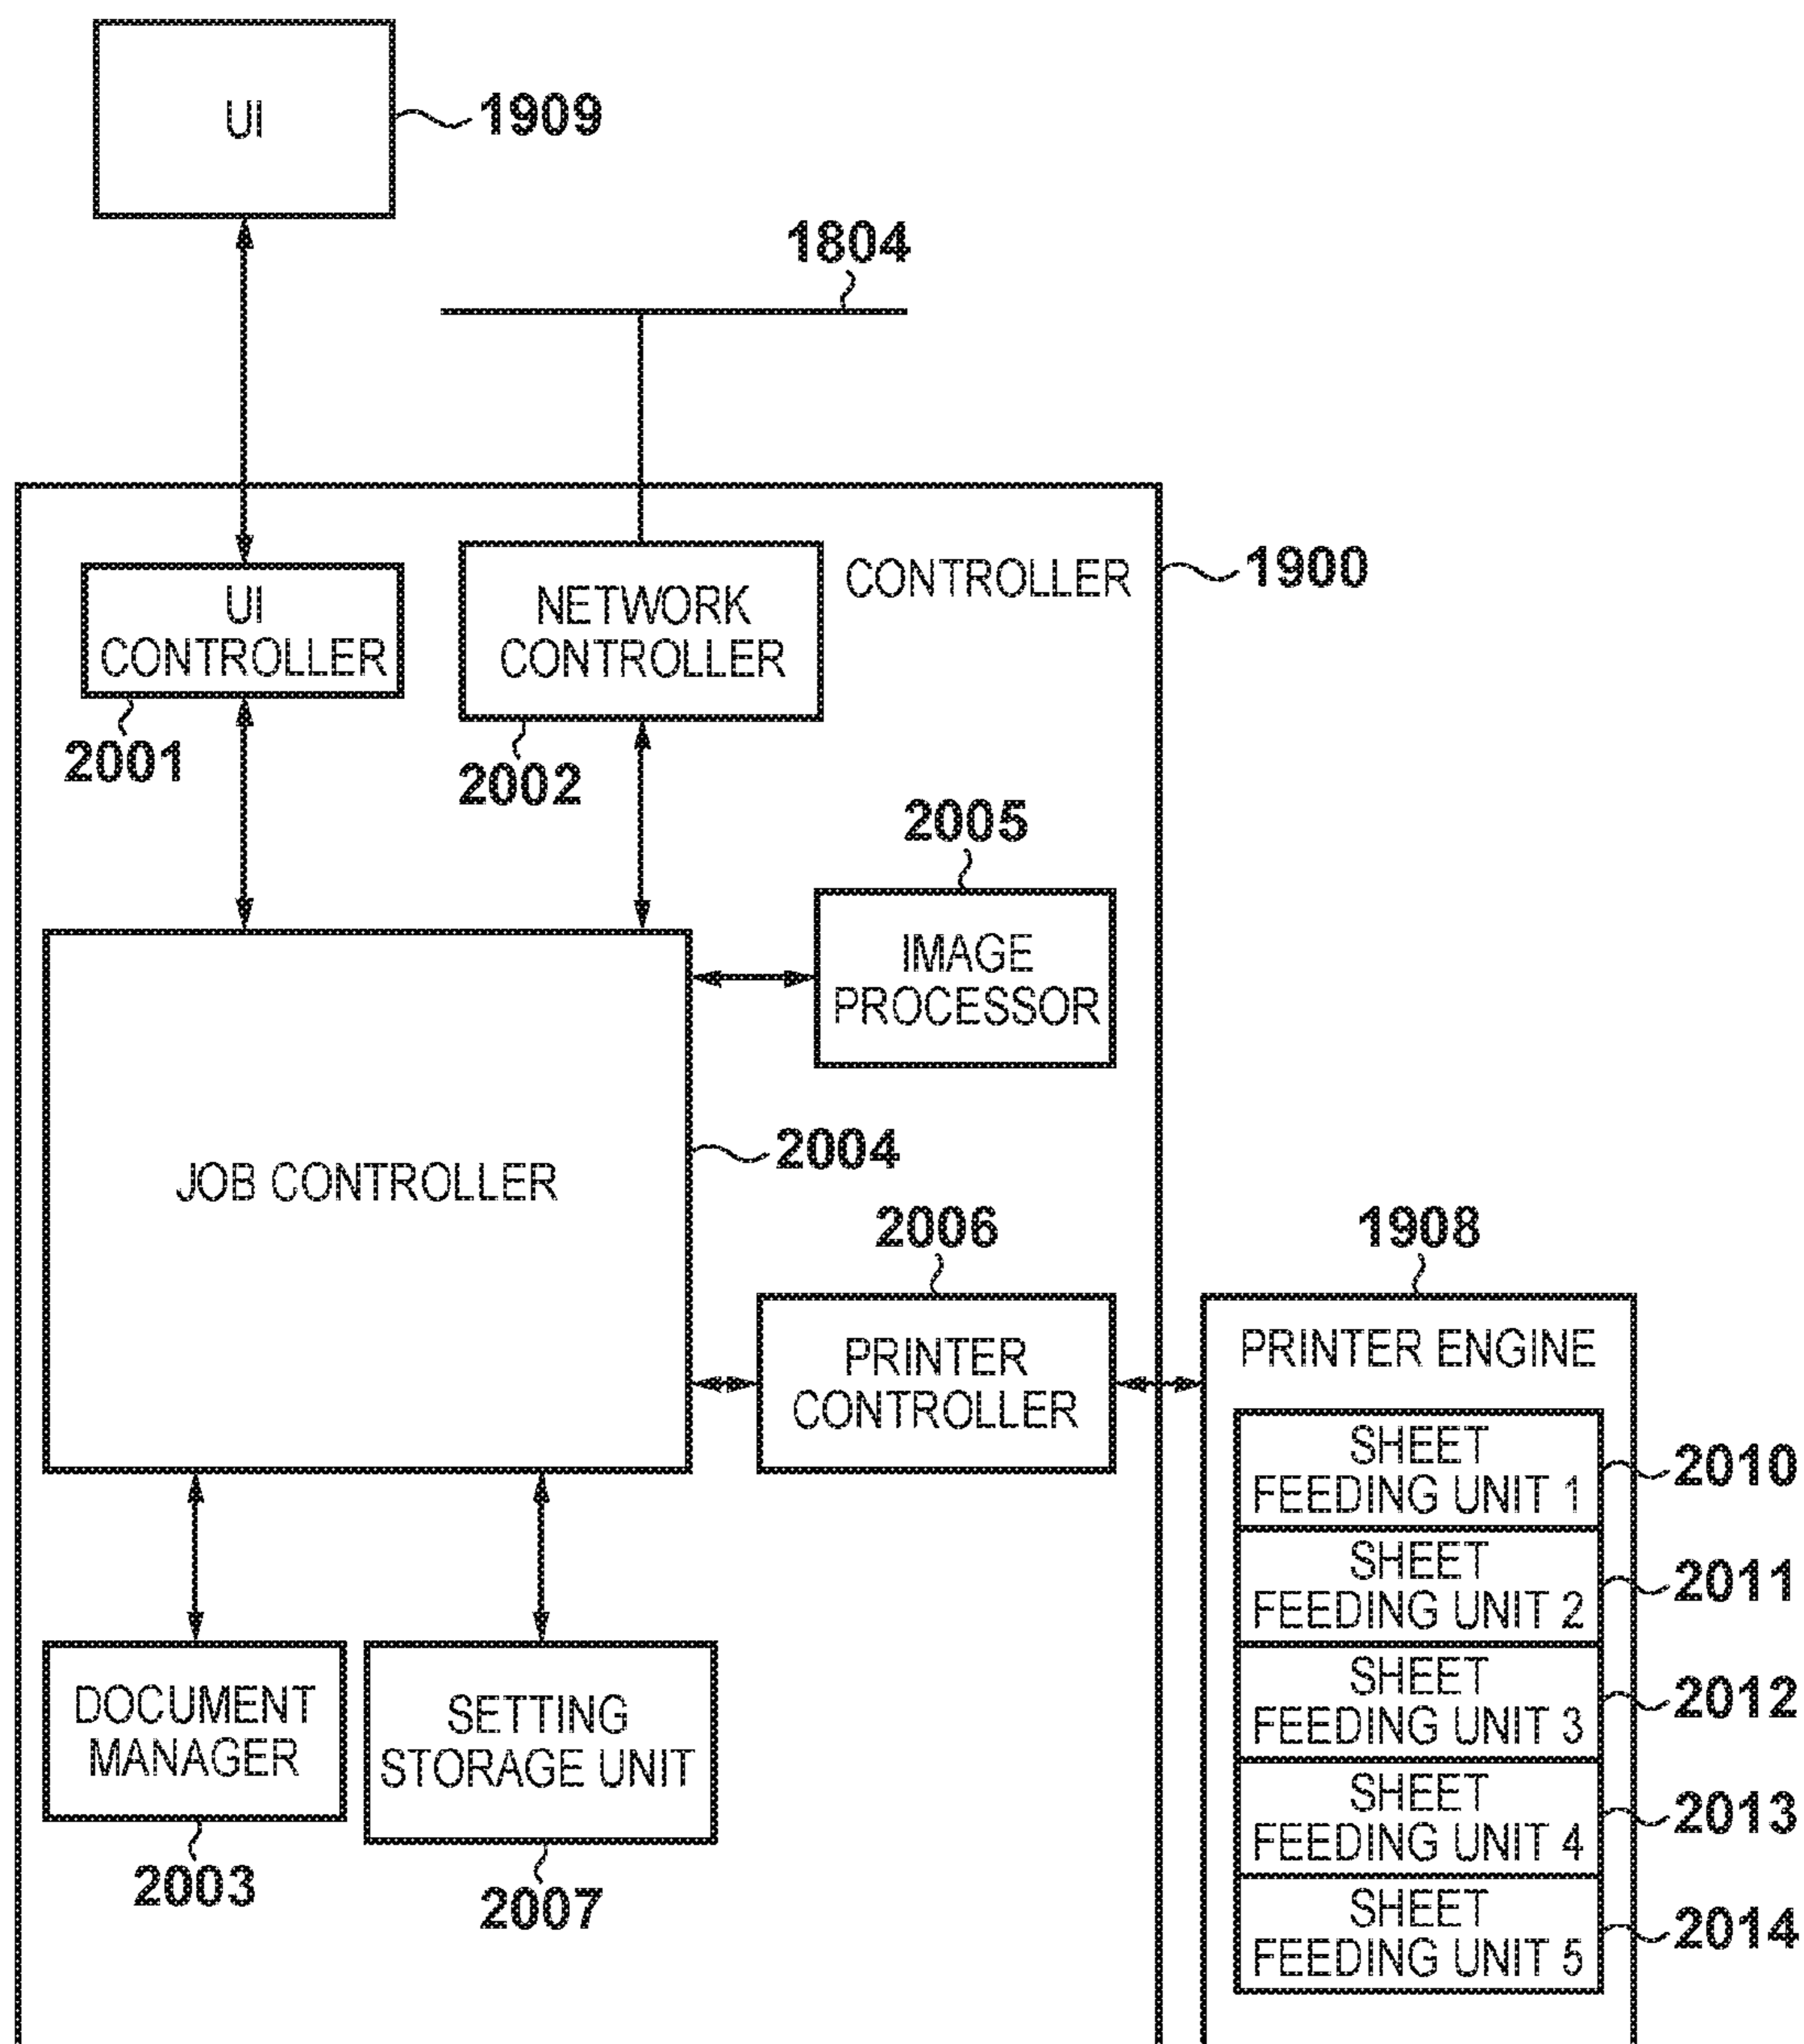 UI
1909
1804
CONTROLLER
1900
UI
CONTROLLER
2001
NETWORK
CONTROLLER
2002
2005
IMAGE
PROCESSOR
JOB CONTROLLER
2004
2006
PRINTER
CONTROLLER
1908
PRINTER ENGINE
SHEET
FEEDING UNIT 1
2010
SHEET
FEEDING UNIT 2
2011
SHEET
FEEDING UNIT 3
2012
SHEET
FEEDING UNIT 4
2013
SHEET
FEEDING UNIT 5
2014
DOCUMENT
MANAGER
2003
SETTING
STORAGE UNIT
2007